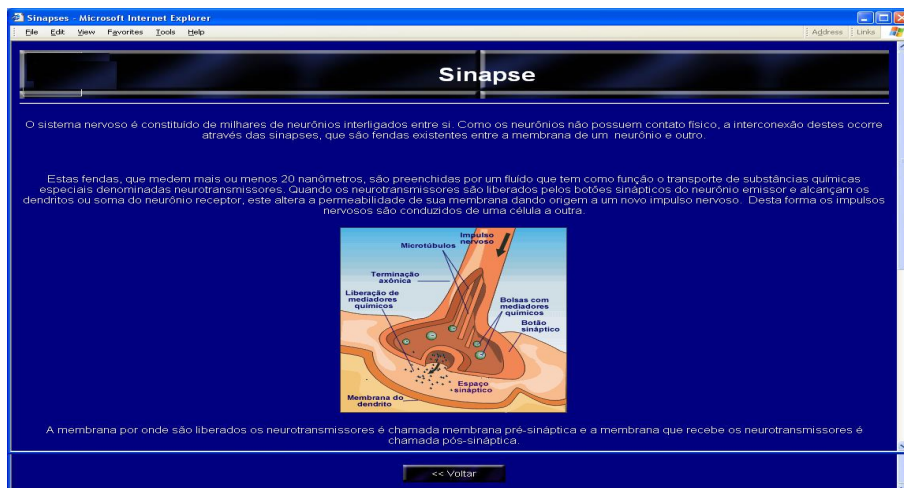 Sinapses - Microsoft Internet Explorer
File Edit View Favorites Tools Help
Address Links
Sinapse
O sistema nervoso é constituído de milhares de neurônios interligados entre si. Como os neurônios não possuem contato físico, a interconexão destes ocorre
através das sinapses, que são fendas existentes entre a membrana de um neurônio e outro.
Estas fendas, que medem mais ou menos 20 nanômetros, são preenchidas por um fluído que tem como função o transporte de substâncias químicas
especiais denominadas neurotransmissores. Quando os neurotransmissores são liberados pelos botões sinápticos do neurônio emissor e alcançam os
dendritos ou soma do neurônio receptor, este altera a permeabilidade de sua membrana dando origem a um novo impulso nervoso. Desta forma os impulsos
nervosos são conduzidos de uma célula a outra.
Impulso
nervoso
Microtúbulos
Terminação
axônica
Liberação de
mediadores
químicos
Bolsas com
mediadores
químicos
Botão
sináptico
Espaço
sináptico
Membrana do
dendrito
A membrana por onde são liberados os neurotransmissores é chamada membrana pré-sináptica e a membrana que recebe os neurotransmissores é
chamada pós-sináptica.
<< Voltar